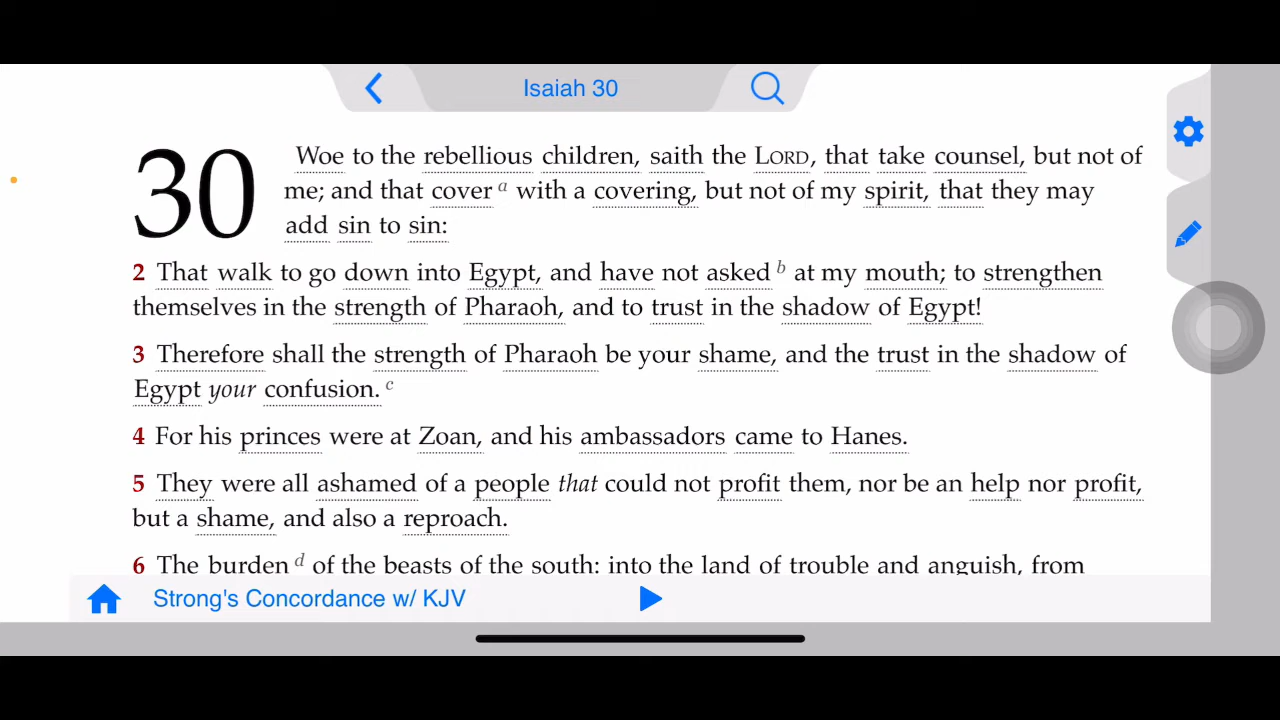 Isaiah 30
30 Woe to the rebellious children, saith the LORD, that take counsel, but not of
me; and that cover a with a covering, but not of my spirit, that they may
add sin to sin:
2 That walk to go down into Egypt, and have not asked b at my mouth; to strengthen
themselves in the strength of Pharaoh, and to trust in the shadow of Egypt!
3 Therefore shall the strength of Pharaoh be your shame, and the trust in the shadow of
Egypt your confusion. c
4 For his princes were at Zoan, and his ambassadors came to Hanes.
5 They were all ashamed of a people that could not profit them, nor be an help nor profit,
but a shame, and also a reproach.
6 The burden d of the beasts of the south: into the land of trouble and anguish, from
Strong's Concordance w/ KJV